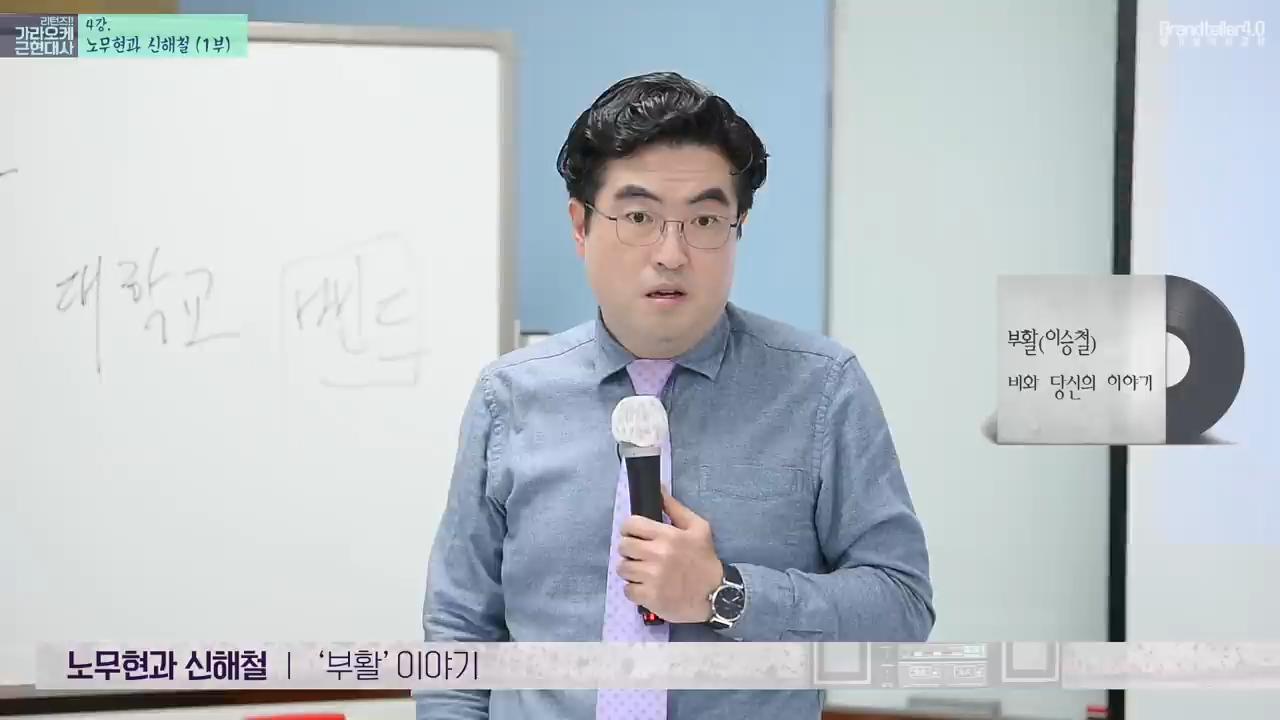 리턴즈!!
가라오케
근현대사
4강.
노무현과 신해철 (1부)
Brandteller4.0
대학교 밴드
부활(이승철)
비와 당신의 이야기
노무현과 신해철 | ‘부활’ 이야기